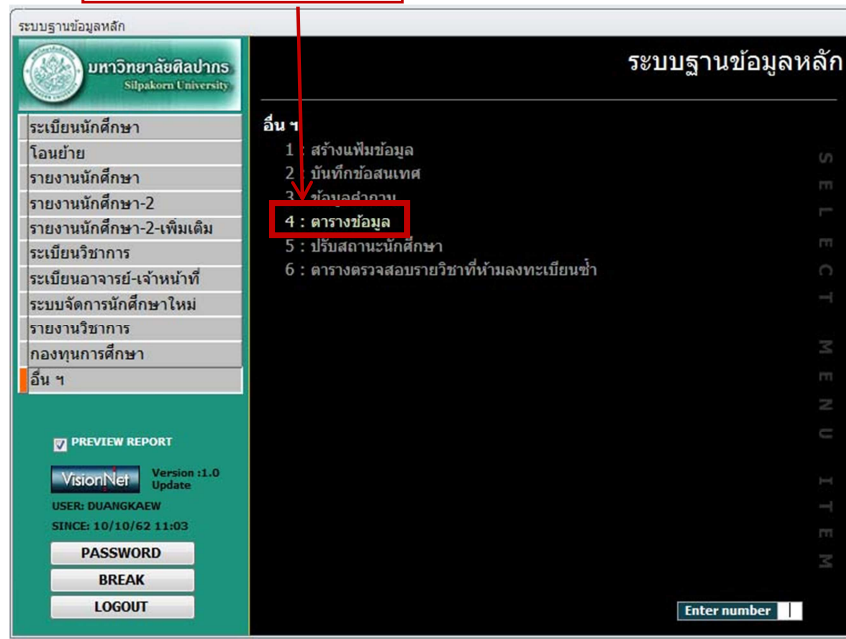 ระบบฐานข้อมูลหลัก
มหาวิทยาลัยศิลปากร
Silpakorn University
ระบบฐานข้อมูลหลัก
ระเบียนนักศึกษา
โอนย้าย
รายงานนักศึกษา
รายงานนักศึกษา-2
รายงานนักศึกษา-2-เพิ่มเติม
ระเบียนวิชาการ
ระเบียนอาจารย์-เจ้าหน้าที่
ระบบจัดการนักศึกษาใหม่
รายงานวิชาการ
กองทุนการศึกษา
อื่น ๆ
อื่น ๆ
1 : สร้างแฟ้มข้อมูล
2 : บันทึกข้อสนเทศ
3 : ข้อมูลคำถาม
4 : ตารางข้อมูล
5 : ปรับสถานะนักศึกษา
6 : ตารางตรวจสอบรายวิชาที่ห้ามลงทะเบียนซ้ำ
SELECT MENU ITEM
PREVIEW REPORT
VisionNet
Version :1.0
Update
USER: DUANGKAEW
SINCE: 10/10/62 11:03
PASSWORD
BREAK
LOGOUT
Enter number